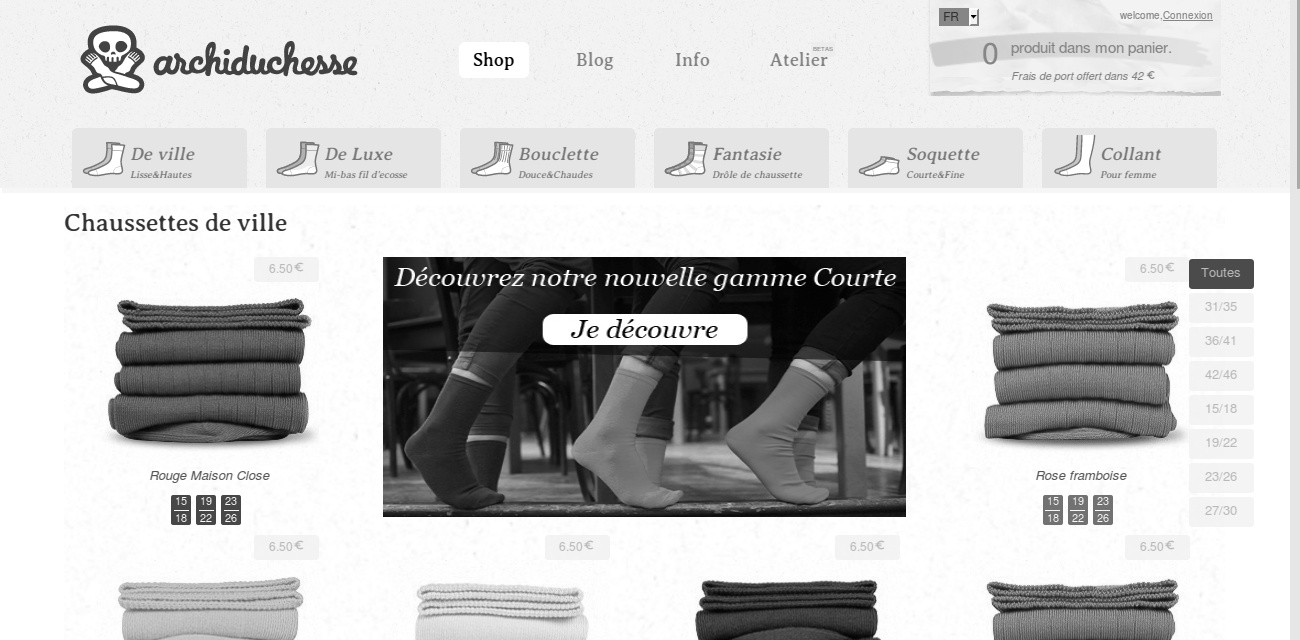 FR
welcome,Connexion
archiduchesse
Shop
Blog
Info
Atelier
BETAS
0 produit dans mon panier.
Frais de port offert dans 42 €
De ville
Lisse&Hautes
De Luxe
Mi-bas fil d'ecosse
Bouclette
Douce&Chaudes
Fantasie
Drôle de chaussette
Soquette
Courte&Fine
Collant
Pour femme
Chaussettes de ville
6.50€
Découvrez notre nouvelle gamme Courte
Je découvre
6.50€
Toutes
31/35
36/41
42/46
15/18
19/22
23/26
27/30
Rouge Maison Close
15 19 23
18 22 26
Rose framboise
15 19 23
18 22 26
6.50€
6.50€
6.50€
6.50€